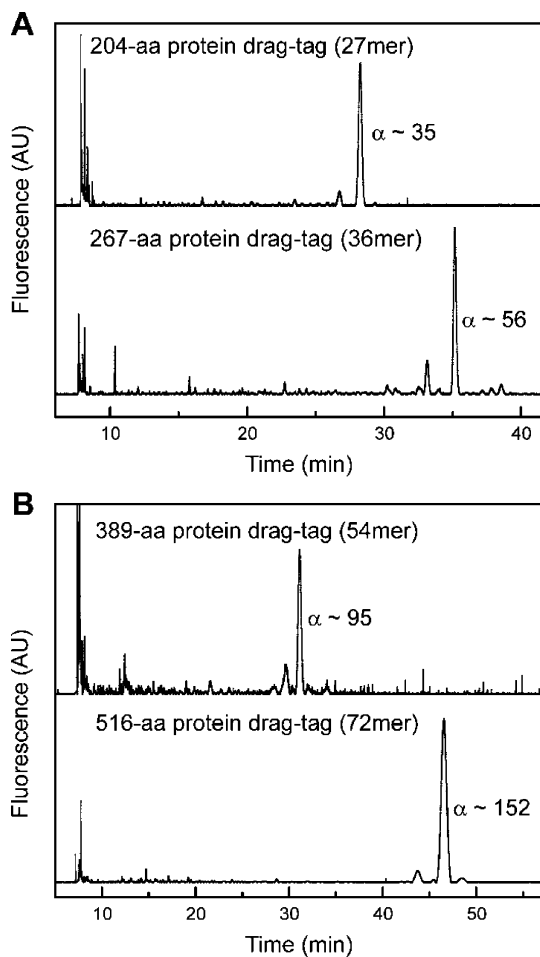 A
204-aa protein drag-tag (27mer)
α ~ 35
267-aa protein drag-tag (36mer)
α ~ 56
Fluorescence (AU)
10 20 30 40
Time (min)
B
389-aa protein drag-tag (54mer)
α ~ 95
516-aa protein drag-tag (72mer)
α ~ 152
Fluorescence (AU)
10 20 30 40 50
Time (min)